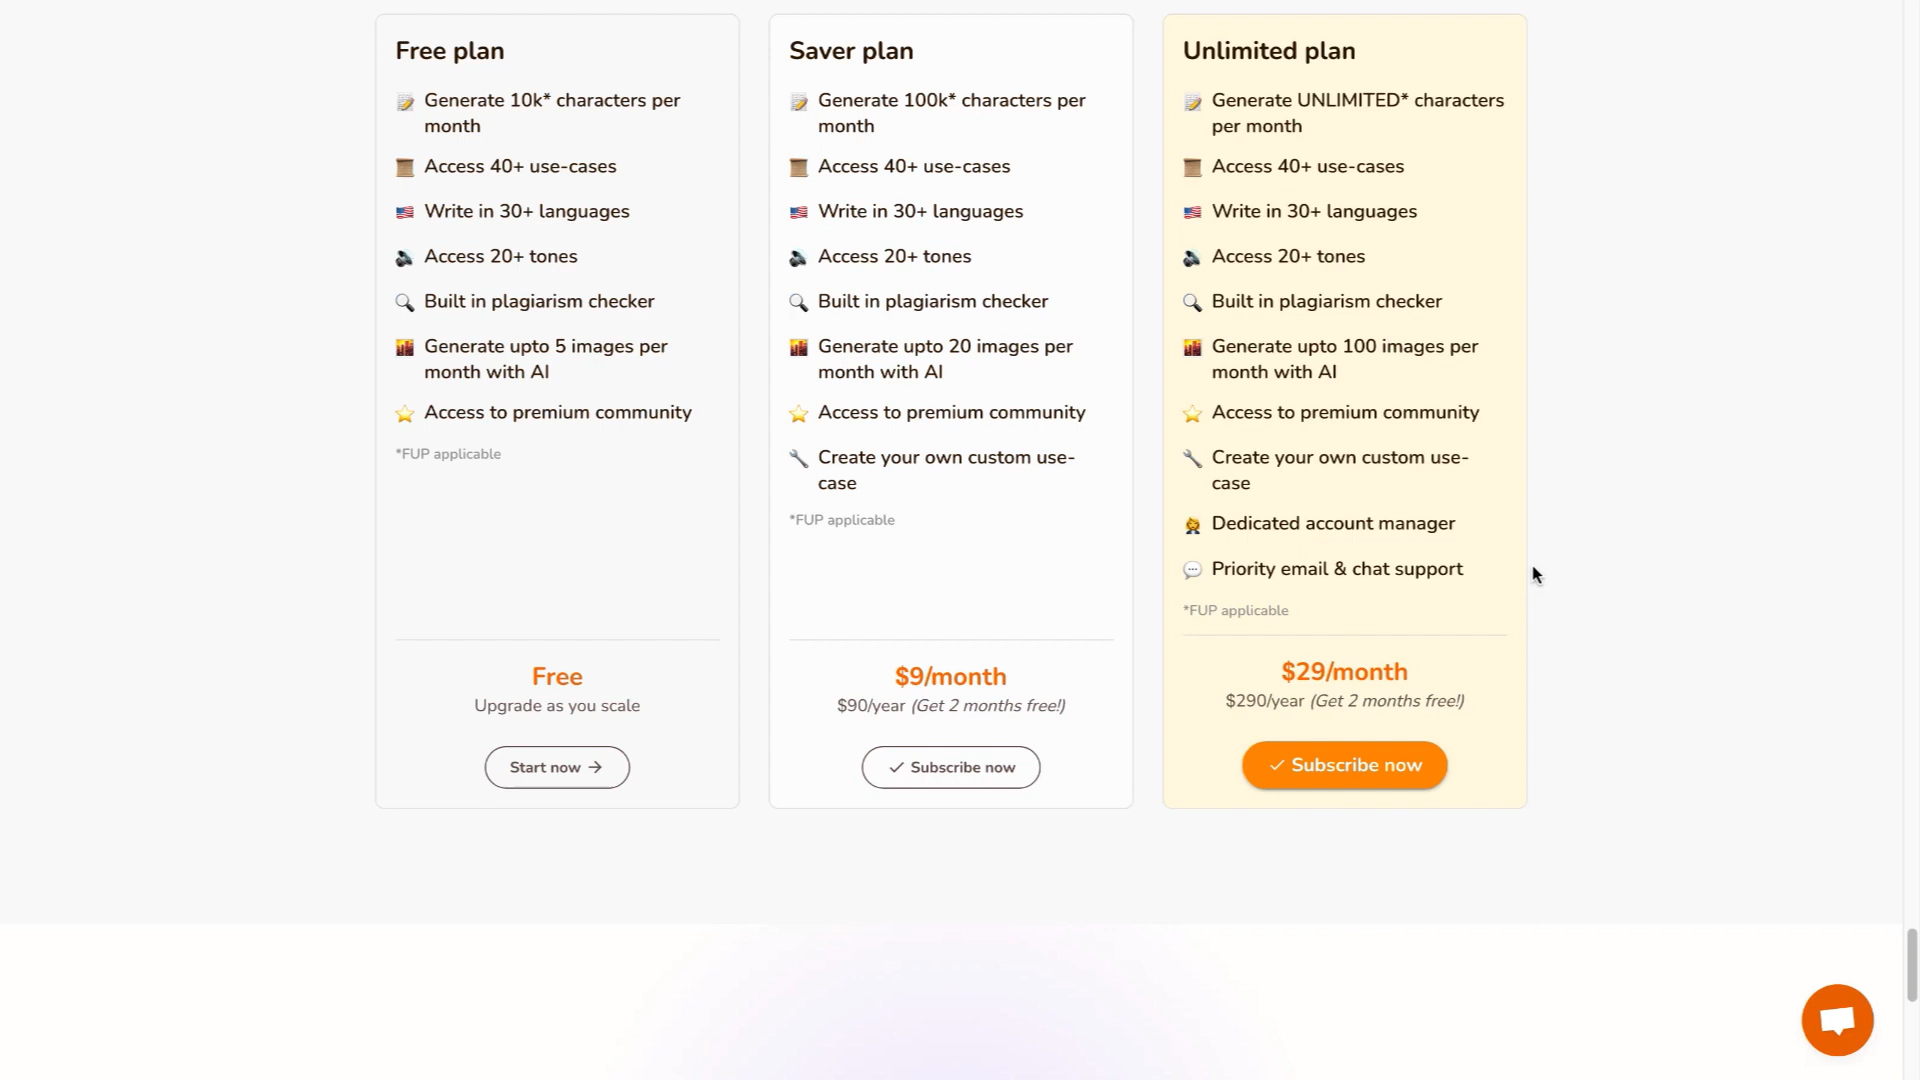 Free plan
Generate 10k* characters per
month
Access 40+ use-cases
Write in 30+ languages
Access 20+ tones
Built in plagiarism checker
Generate upto 5 images per
month with AI
Access to premium community
*FUP applicable
Free
Upgrade as you scale
Start now →
Saver plan
Generate 100k* characters per
month
Access 40+ use-cases
Write in 30+ languages
Access 20+ tones
Built in plagiarism checker
Generate upto 20 images per
month with AI
Access to premium community
Create your own custom use-
case
*FUP applicable
$9/month
$90/year (Get 2 months free!)
✓ Subscribe now
Unlimited plan
Generate UNLIMITED* characters
per month
Access 40+ use-cases
Write in 30+ languages
Access 20+ tones
Built in plagiarism checker
Generate upto 100 images per
month with AI
Access to premium community
Create your own custom use-
case
Dedicated account manager
Priority email & chat support
*FUP applicable
$29/month
$290/year (Get 2 months free!)
✓ Subscribe now